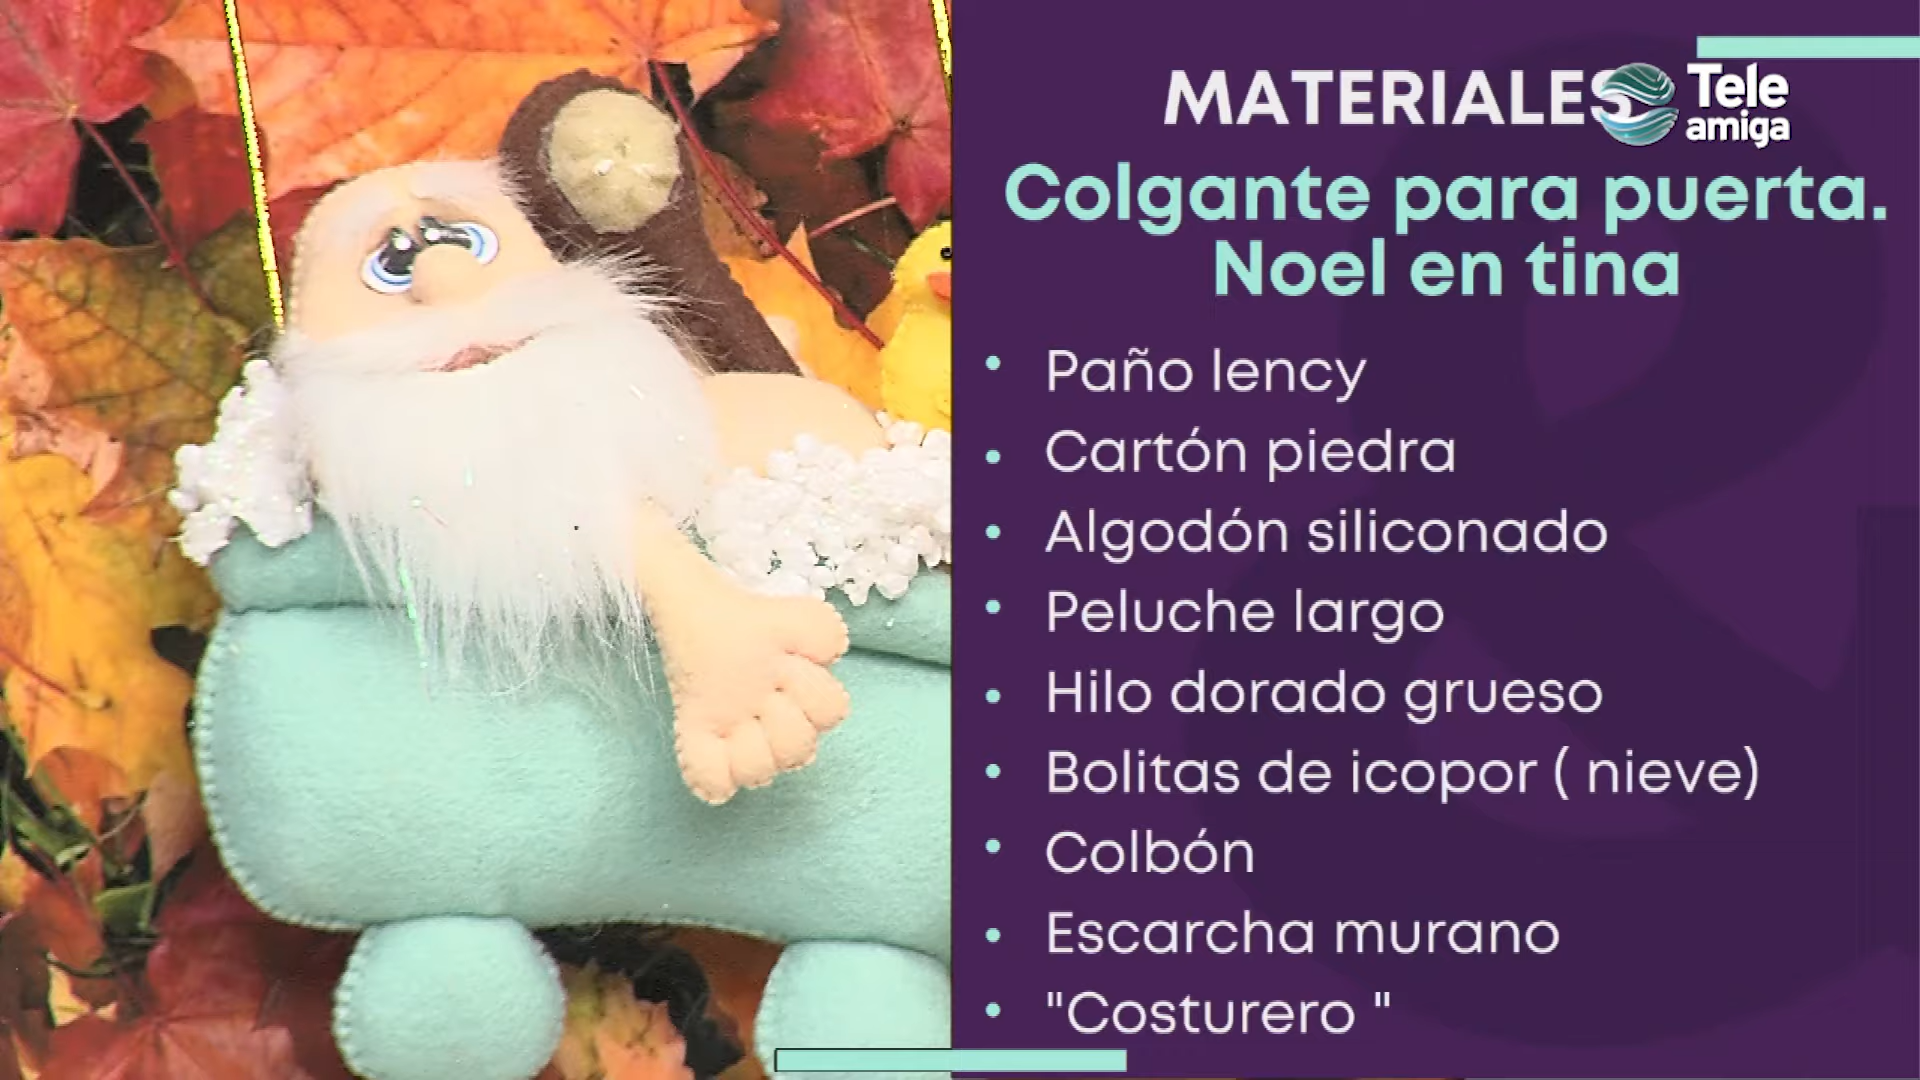 MATERIALES
Tele
amiga
Colgante para puerta.
Noel en tina
• Paño lency
• Cartón piedra
• Algodón siliconado
• Peluche largo
• Hilo dorado grueso
• Bolitas de icopor ( nieve)
• Colbón
• Escarcha murano
• "Costurero "